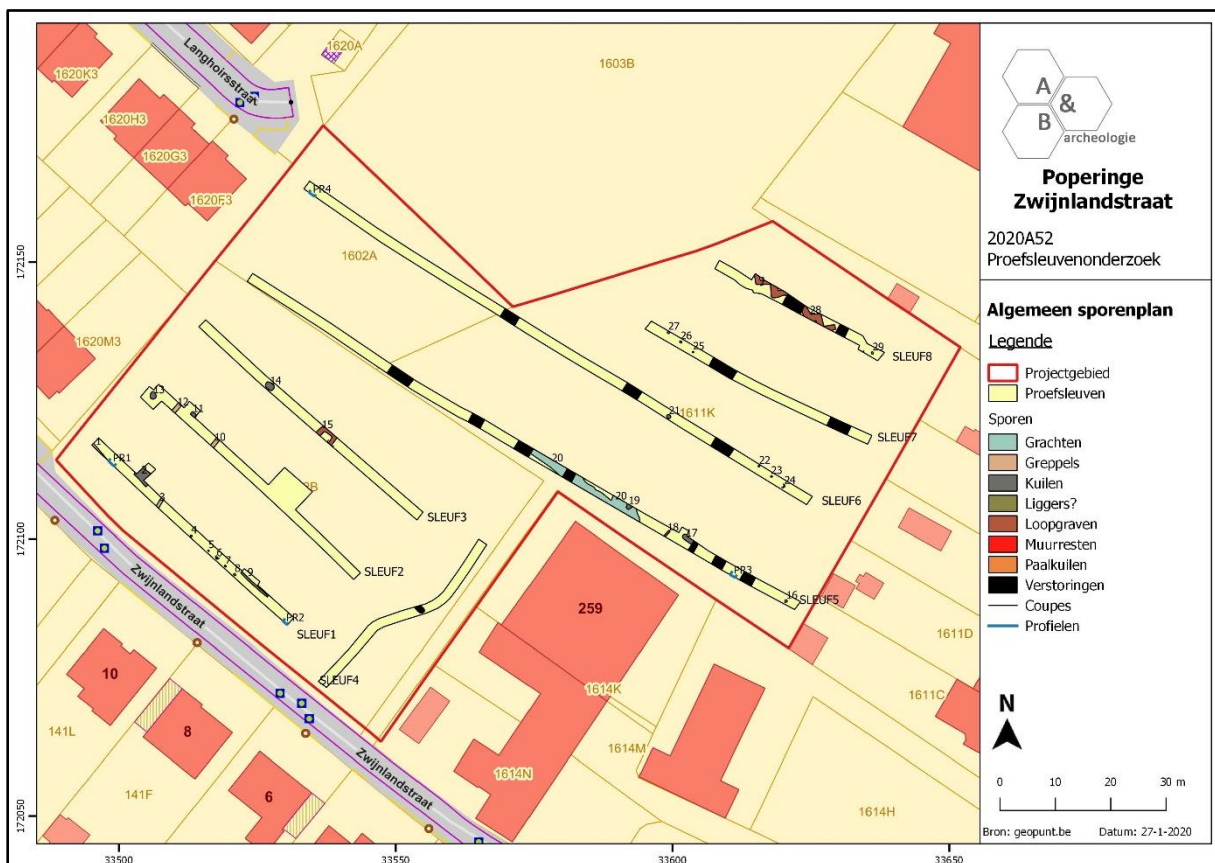 Langhoirsstraat
1620K3
1620H3
1620G3
1620F3
1620A
1603B
1602A
1620M3
1611K
PR4
27
26
25
28
29
SLEUF8
SLEUF7
SLEUF6
SLEUF5
21
22
23
24
20
20
19
18
17
PR3
16
14
15
SLEUF3
13
12
11
10
SLEUF2
1
PR1
2
3
4
5
6
7
8
9
PR2
SLEUF1
SLEUF4
Zwijnlandstraat
Zwijnlandstraat
259
10
8
6
141L
141F
1614K
1614N
1614M
1614H
1611D
1611C
172150
172100
172050
33500
33550
33600
33650
A
&
B
archeologie
Poperinge
Zwijnlandstraat
2020A52
Proefsleuvenonderzoek
Algemeen sporenplan
Legende
Projectgebied
Proefsleuven
Sporen
Grachten
Greppels
Kuilen
Liggers?
Loopgraven
Muurresten
Paalkuilen
Verstoringen
Coupes
Profielen
N
0 10 20 30 m
Bron: geopunt.be Datum: 27-1-2020